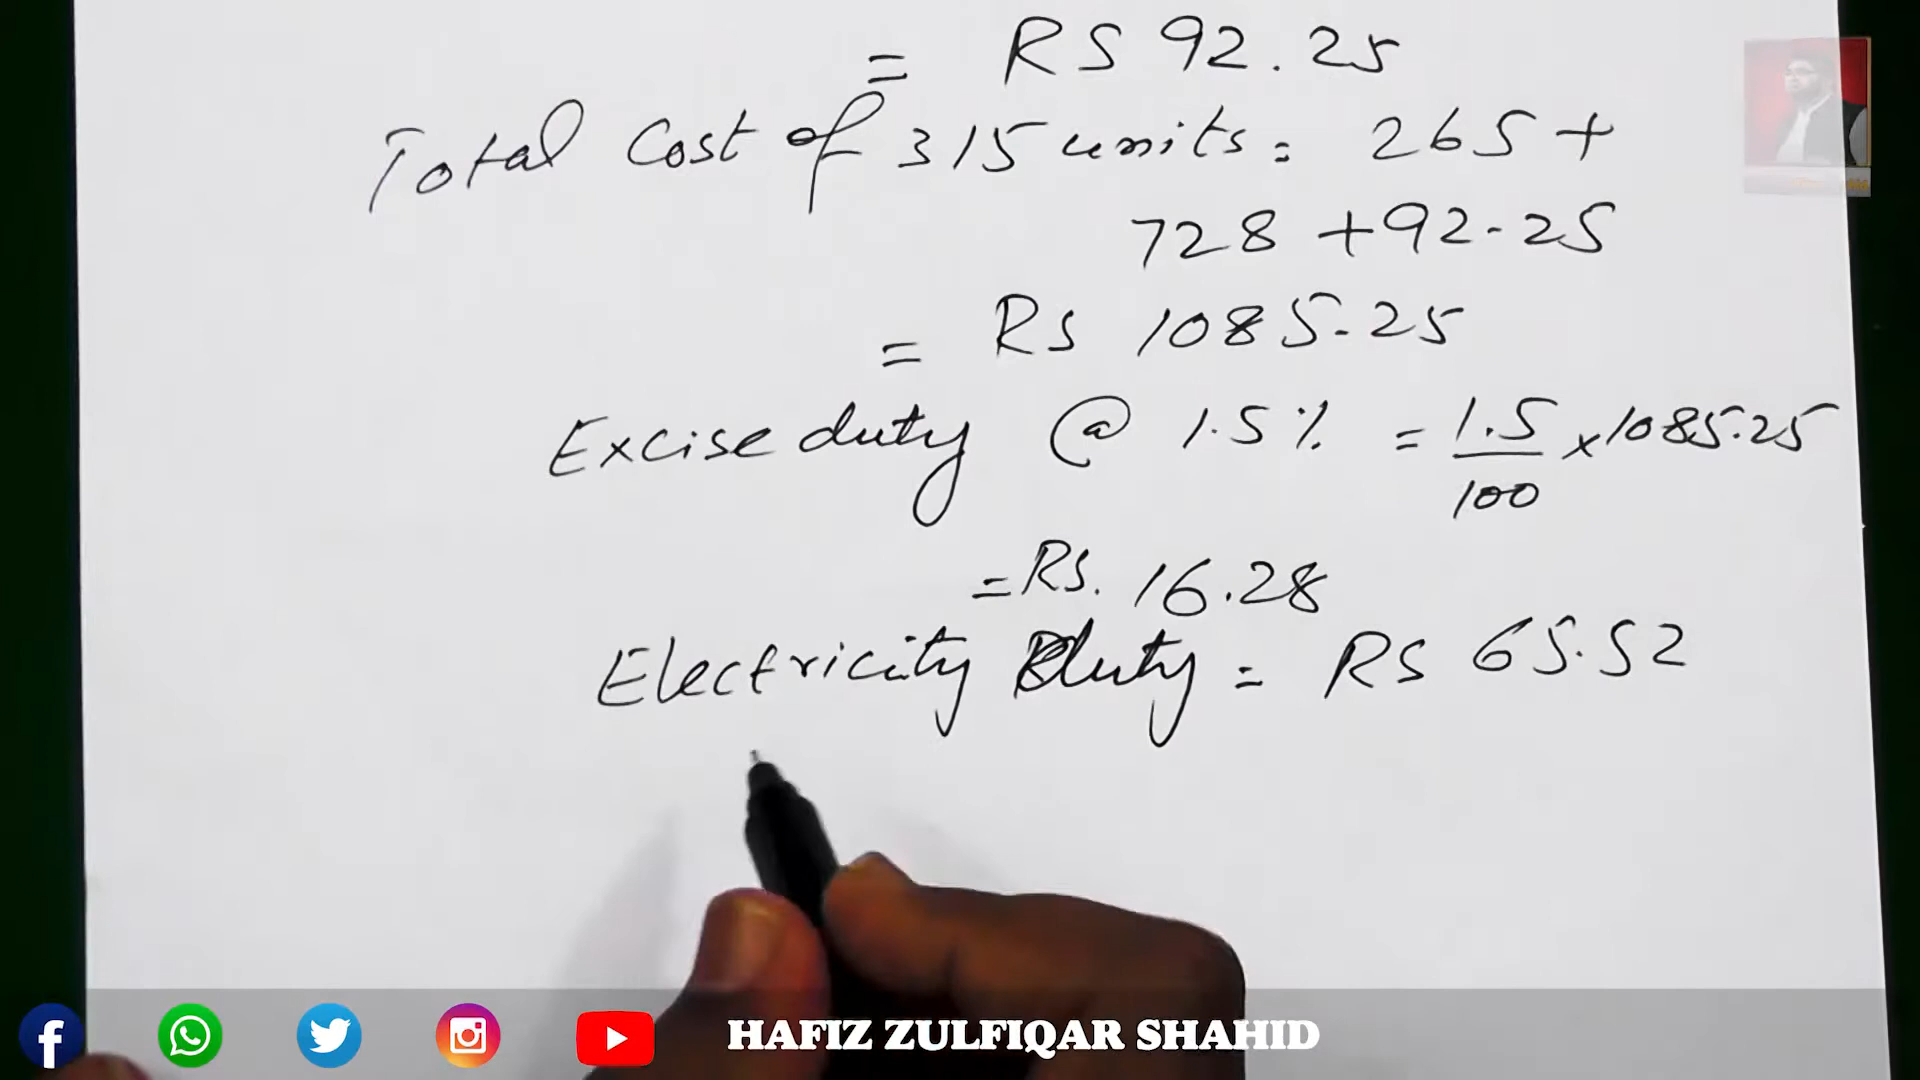 = RS 92.25
Total Cost of 315 units = 265 +
728 + 92.25
= RS 1085.25
Excise duty @ 1.5% = 1.5/100 x 1085.25
= RS. 16.28
Electricity Duty = RS 65.52
HAFIZ ZULFIQAR SHAHID